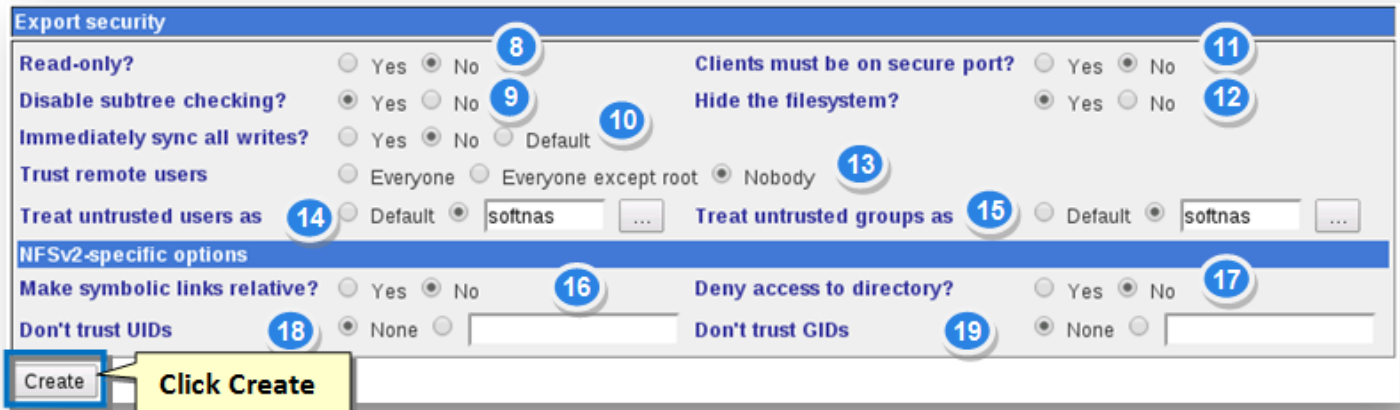 Export security
Read-only? Yes No 8 Clients must be on secure port? Yes No 11
Disable subtree checking? Yes No 9 Hide the filesystem? Yes No 12
Immediately sync all writes? Yes No Default 10
Trust remote users Everyone Everyone except root Nobody 13
Treat untrusted users as 14 Default softnas ... Treat untrusted groups as 15 Default softnas ...
NFSv2-specific options
Make symbolic links relative? Yes No 16 Deny access to directory? Yes No 17
Don't trust UIDs 18 None Don't trust GIDs 19 None
Create Click Create